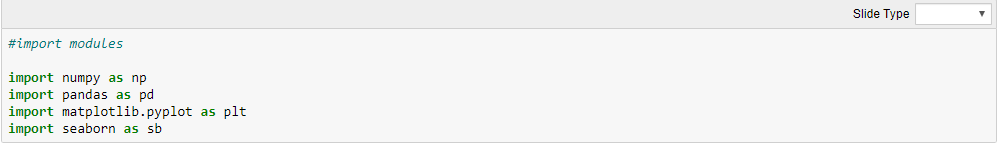 Slide Type
#import modules
import numpy as np
import pandas as pd
import matplotlib.pyplot as plt
import seaborn as sb